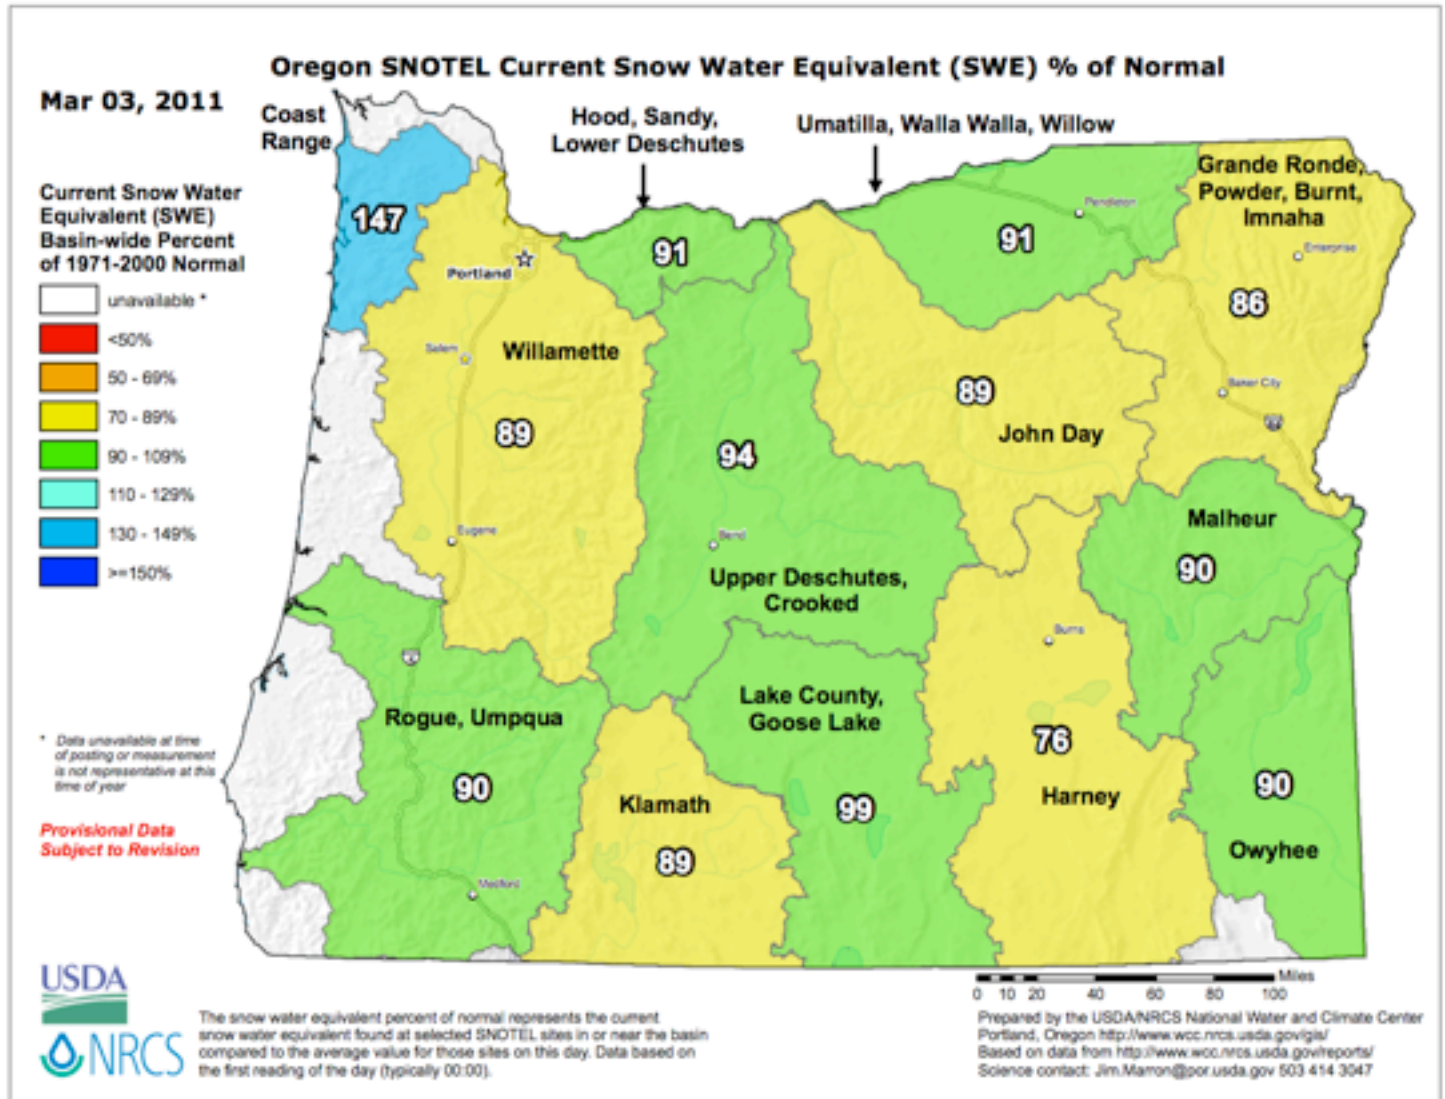 Oregon SNOTEL Current Snow Water Equivalent (SWE) % of Normal
Mar 03, 2011
Coast
Range
Hood, Sandy,
Lower Deschutes
Umatilla, Walla Walla, Willow
Grande Ronde,
Powder, Burnt,
Imnaha
Current Snow Water
Equivalent (SWE)
Basin-wide Percent
of 1971-2000 Normal
unavailable *
<50%
50 - 69%
70 - 89%
90 - 109%
110 - 129%
130 - 149%
>=150%
147
91
91
Pendleton
Enterprise
Portland
86
Salem
Willamette
89
Baker City
89
John Day
94
Eugene
Bend
Malheur
90
Upper Deschutes,
Crooked
Burns
Lake County,
Goose Lake
Rogue, Umpqua
76
90
Klamath
99
Harney
90
89
Owyhee
Medford
* Data unavailable at time
of posting or measurement
is not representative at this
time of year
Provisional Data
Subject to Revision
USDA
NRCS
The snow water equivalent percent of normal represents the current
snow water equivalent found at selected SNOTEL sites in or near the basin
compared to the average value for those sites on this day. Data based on
the first reading of the day (typically 00:00).
Miles
0 10 20 40 60 80 100
Prepared by the USDA/NRCS National Water and Climate Center
Portland, Oregon http://www.wcc.nrcs.usda.gov/gis/
Based on data from http://www.wcc.nrcs.usda.gov/reports/
Science contact: Jim.Marron@por.usda.gov 503 414 3047